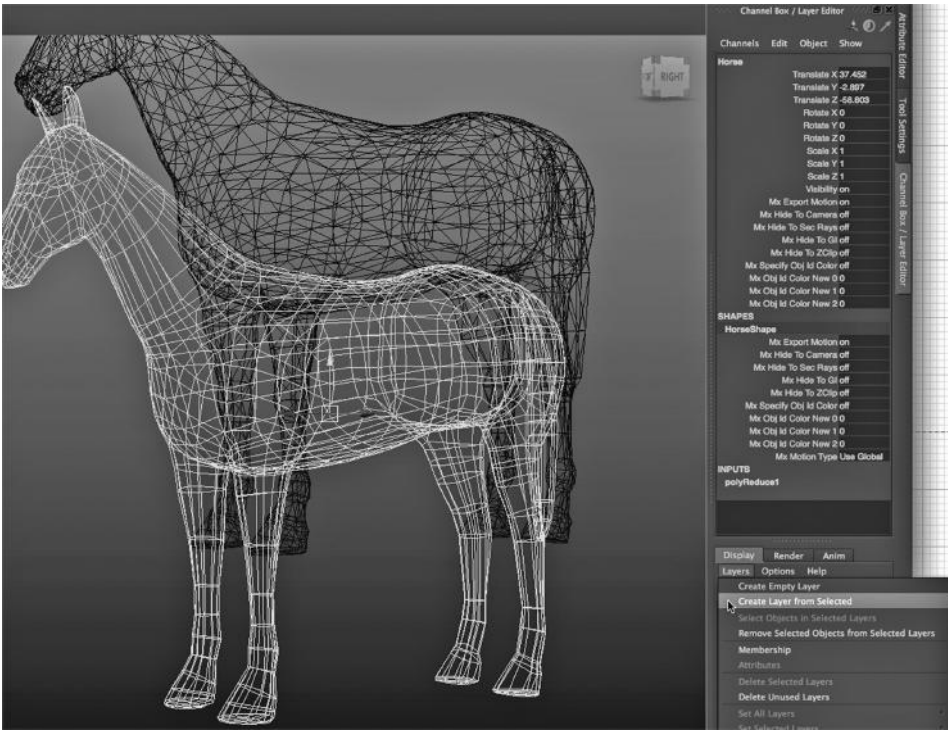 Channel Box / Layer Editor
Channels Edit Object Show
Horse
Translate X 37.452
Translate Y -2.897
Translate Z -58.803
Rotate X 0
Rotate Y 0
Rotate Z 0
Scale X 1
Scale Y 1
Scale Z 1
Visibility on
Mx Export Motion on
Mx Hide To Camera off
Mx Hide To Sec Rays off
Mx Hide To GI off
Mx Hide To ZClip off
Mx Specify Obj Id Color off
Mx Obj Id Color New 0 0
Mx Obj Id Color New 1 0
Mx Obj Id Color New 2 0
SHAPES
HorseShape
Mx Export Motion on
Mx Hide To Camera off
Mx Hide To Sec Rays off
Mx Hide To GI off
Mx Hide To ZClip off
Mx Specify Obj Id Color off
Mx Obj Id Color New 0 0
Mx Obj Id Color New 1 0
Mx Obj Id Color New 2 0
Mx Motion Type Use Global
INPUTS
polyReduce1
Display Render Anim
Layers Options Help
Create Empty Layer
Create Layer from Selected
Select Objects in Selected Layers
Remove Selected Objects from Selected Layers
Membership
Attributes
Delete Selected Layers
Delete Unused Layers
Set All Layers
Set Selected Layers
Attribute Editor
Tool Settings
Channel Box / Layer Editor
RIGHT